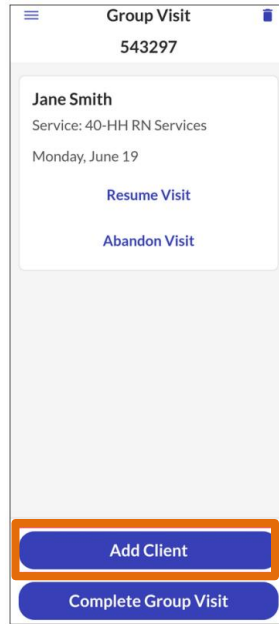 Group Visit
543297
Jane Smith
Service: 40-HH RN Services
Monday, June 19
Resume Visit
Abandon Visit
Add Client
Complete Group Visit